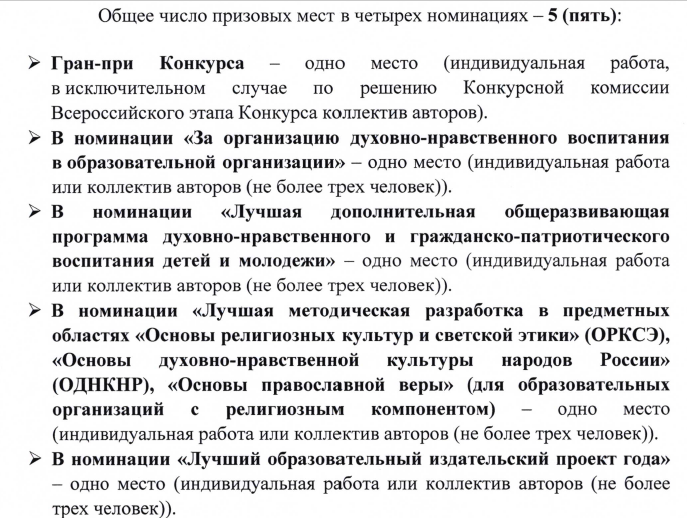 Общее число призовых мест в четырех номинациях – 5 (пять):
➢ Гран-при Конкурса – одно место (индивидуальная работа,
в исключительном случае по решению Конкурсной комиссии
Всероссийского этапа Конкурса коллектив авторов).
➢ В номинации «За организацию духовно-нравственного воспитания
в образовательной организации» – одно место (индивидуальная работа
или коллектив авторов (не более трех человек)).
➢ В номинации «Лучшая дополнительная общеразвивающая
программа духовно-нравственного и гражданско-патриотического
воспитания детей и молодежи» – одно место (индивидуальная работа
или коллектив авторов (не более трех человек)).
➢ В номинации «Лучшая методическая разработка в предметных
областях «Основы религиозных культур и светской этики» (ОРКСЭ),
«Основы духовно-нравственной культуры народов России»
(ОДНКНР), «Основы православной веры» (для образовательных
организаций с религиозным компонентом) – одно место
(индивидуальная работа или коллектив авторов (не более трех человек)).
➢ В номинации «Лучший образовательный издательский проект года»
– одно место (индивидуальная работа или коллектив авторов (не более
трех человек)).